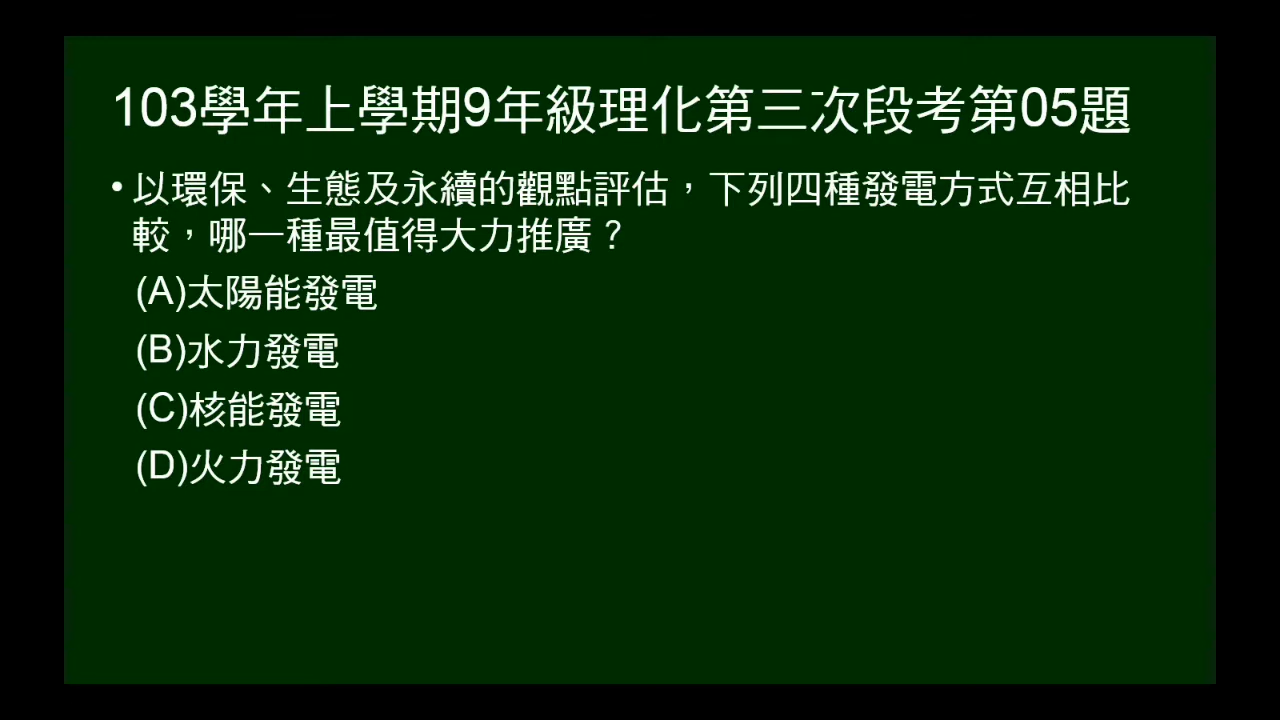 103學年上學期9年級理化第三次段考第05題
• 以環保、生態及永續的觀點評估，下列四種發電方式互相比
較，哪一種最值得大力推廣？
(A)太陽能發電
(B)水力發電
(C)核能發電
(D)火力發電